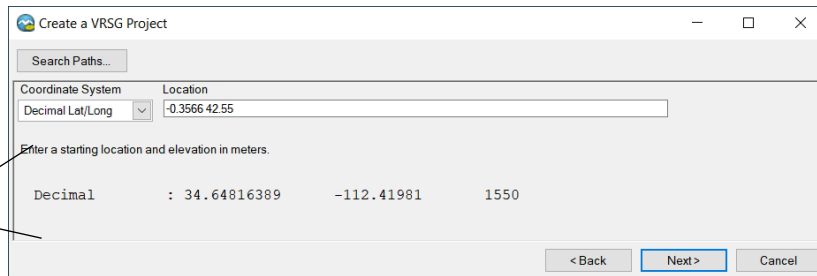 Create a VRSG Project
Search Paths...
Coordinate System Location
Decimal Lat/Long -0.3566 42.55
Enter a starting location and elevation in meters.
Decimal : 34.64816389 -112.41981 1550
< Back Next > Cancel